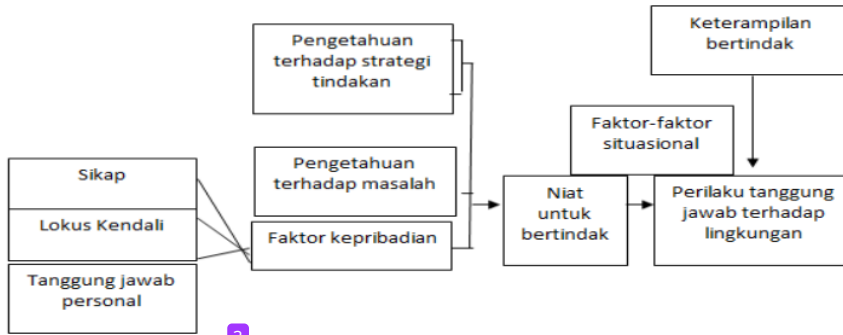 Keterampilan
bertindak
Pengetahuan
terhadap strategi
tindakan
Faktor-faktor
situasional
Sikap
Pengetahuan
terhadap masalah
Niat
untuk
bertindak
Perilaku tanggung
jawab terhadap
lingkungan
Lokus Kendali
Faktor kepribadian
Tanggung jawab
personal